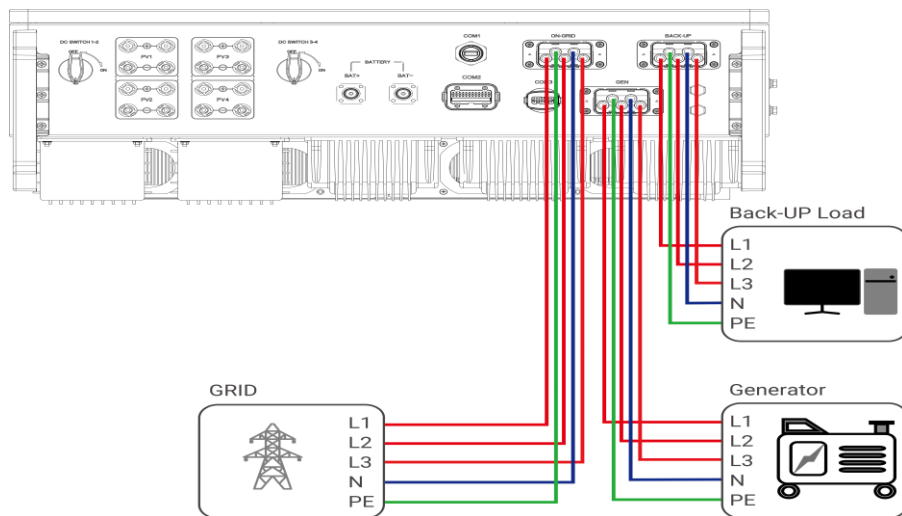 DC SWITCH 1-2
OFF
ON
PV1
PV3
PV2
PV4
DC SWITCH 3-4
OFF
ON
BATTERY
BAT+
BAT-
COM1
COM2
ON-GRID
BACK-UP
GEN
Back-UP Load
L1
L2
L3
N
PE
GRID
L1
L2
L3
N
PE
Generator
L1
L2
L3
N
PE